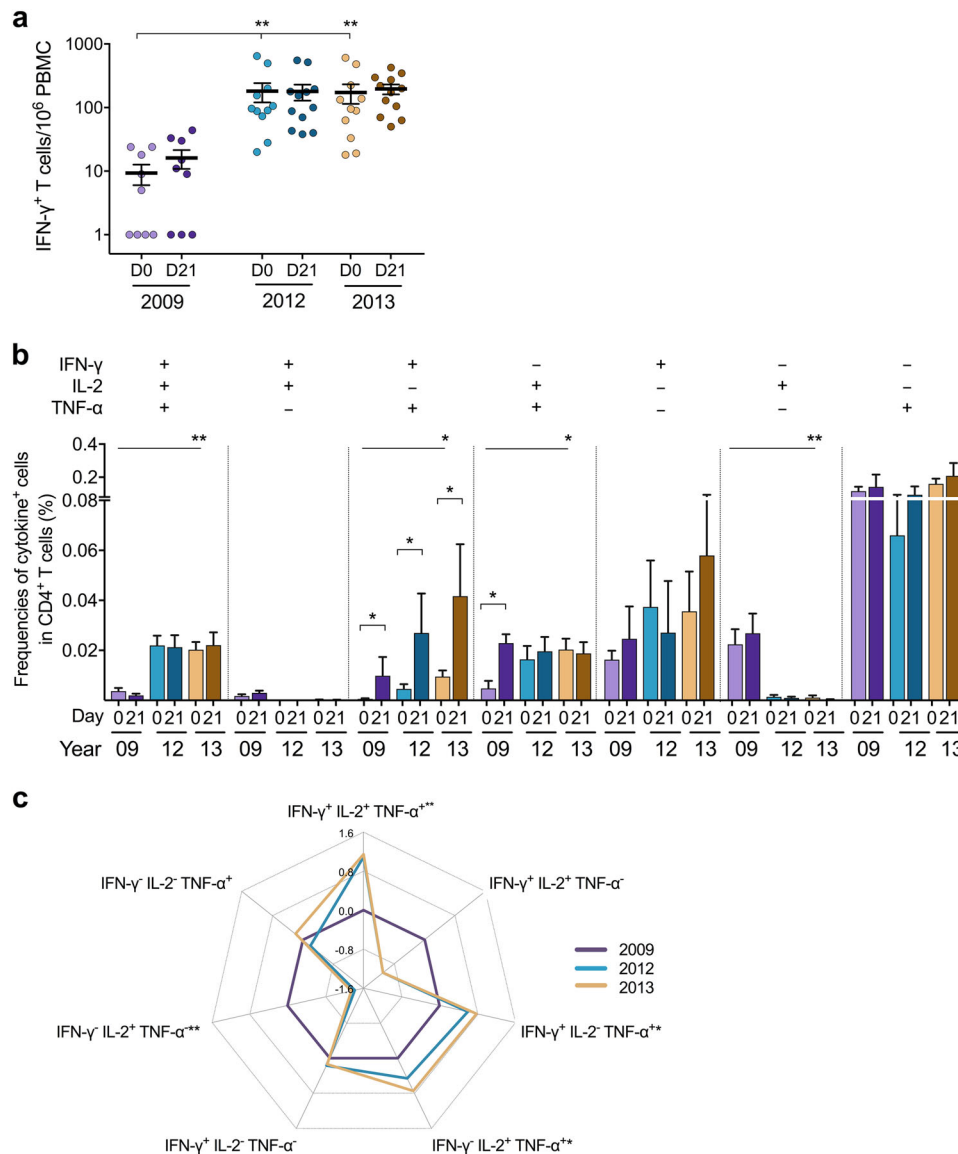 a
** **
1000
100
10
1
IFN-γ⁺ T cells/10⁶ PBMC
D0 D21 D0 D21 D0 D21
2009 2012 2013
b
IFN-γ + + + – + – –
IL-2 + + – + – + –
TNF-α + – + + – – +
** * * **
0.4
0.2
0.08
0.06
0.04
0.02
* * * *
Frequencies of cytokine⁺ cells
in CD4⁺ T cells (%)
Day 0 21 0 21 0 21 0 21 0 21 0 21 0 21 0 21 0 21 0 21 0 21 0 21 0 21 0 21 0 21 0 21 0 21 0 21 0 21 0 21 0 21
Year 09 12 13 09 12 13 09 12 13 09 12 13 09 12 13 09 12 13 09 12 13
c
IFN-γ⁺ IL-2⁺ TNF-α⁺**
1.6
IFN-γ⁻ IL-2⁻ TNF-α⁺
0.8
IFN-γ⁺ IL-2⁺ TNF-α⁻
0.0
-0.8
-1.6
2009
2012
2013
IFN-γ⁻ IL-2⁺ TNF-α⁻**
IFN-γ⁺ IL-2⁻ TNF-α⁺*
IFN-γ⁺ IL-2⁻ TNF-α⁻
IFN-γ⁻ IL-2⁺ TNF-α⁺*